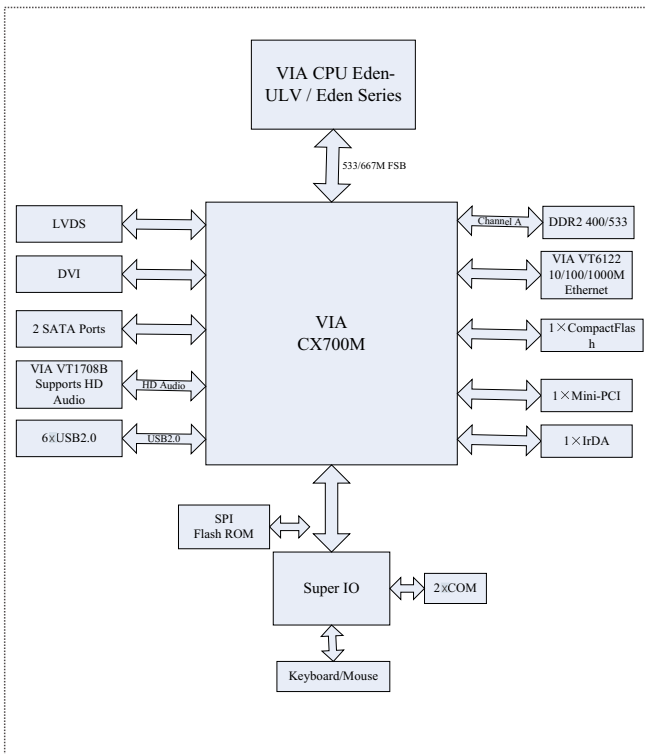 VIA CPU Eden-
ULV / Eden Series
533/667M FSB
LVDS
DVI
2 SATA Ports
VIA VT1708B
Supports HD
Audio
HD Audio
6xUSB2.0
USB2.0
VIA
CX700M
Channel A
DDR2 400/533
VIA VT6122
10/100/1000M
Ethernet
1×CompactFlas
h
1×Mini-PCI
1×IrDA
SPI
Flash ROM
Super IO
2xCOM
Keyboard/Mouse